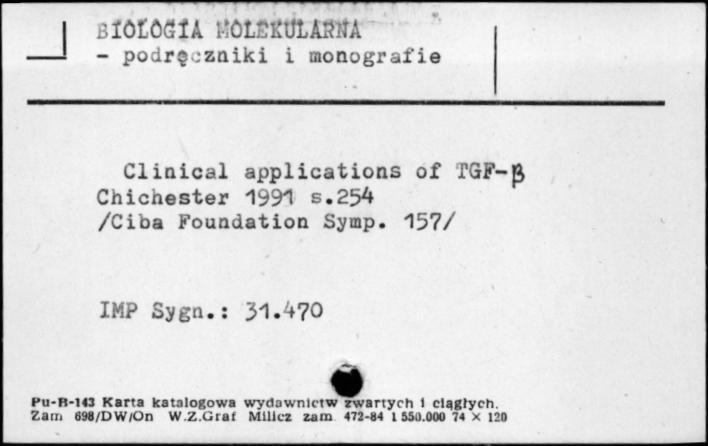 BIOLOGIA MOLEKULARNA
- podręczniki i monografie
Clinical applications of TGF-β
Chichester 1991 s.254
/Ciba Foundation Symp. 157/
IMP Sygn.: 31.470
Pu-B-143 Karta katalogowa wydawnictw zwartych i ciągłych.
Zam 698/DW/On W.Z.Graf Milicz zam. 472-84 1 550.000 74 × 120